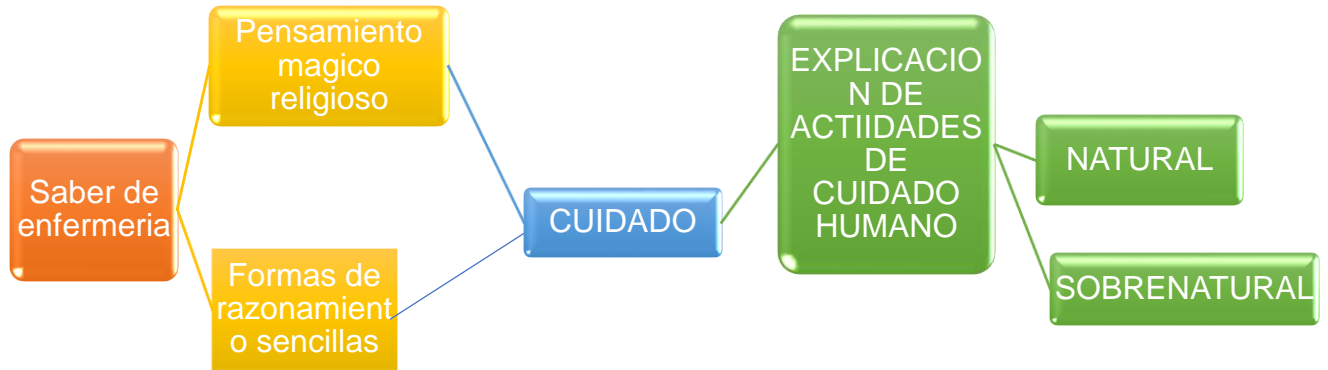 Pensamiento
magico
religioso
Saber de
enfermeria
Formas de
razonamient
o sencillas
CUIDADO
EXPLICACIO
N DE
ACTIIDADES
DE
CUIDADO
HUMANO
NATURAL
SOBRENATURAL